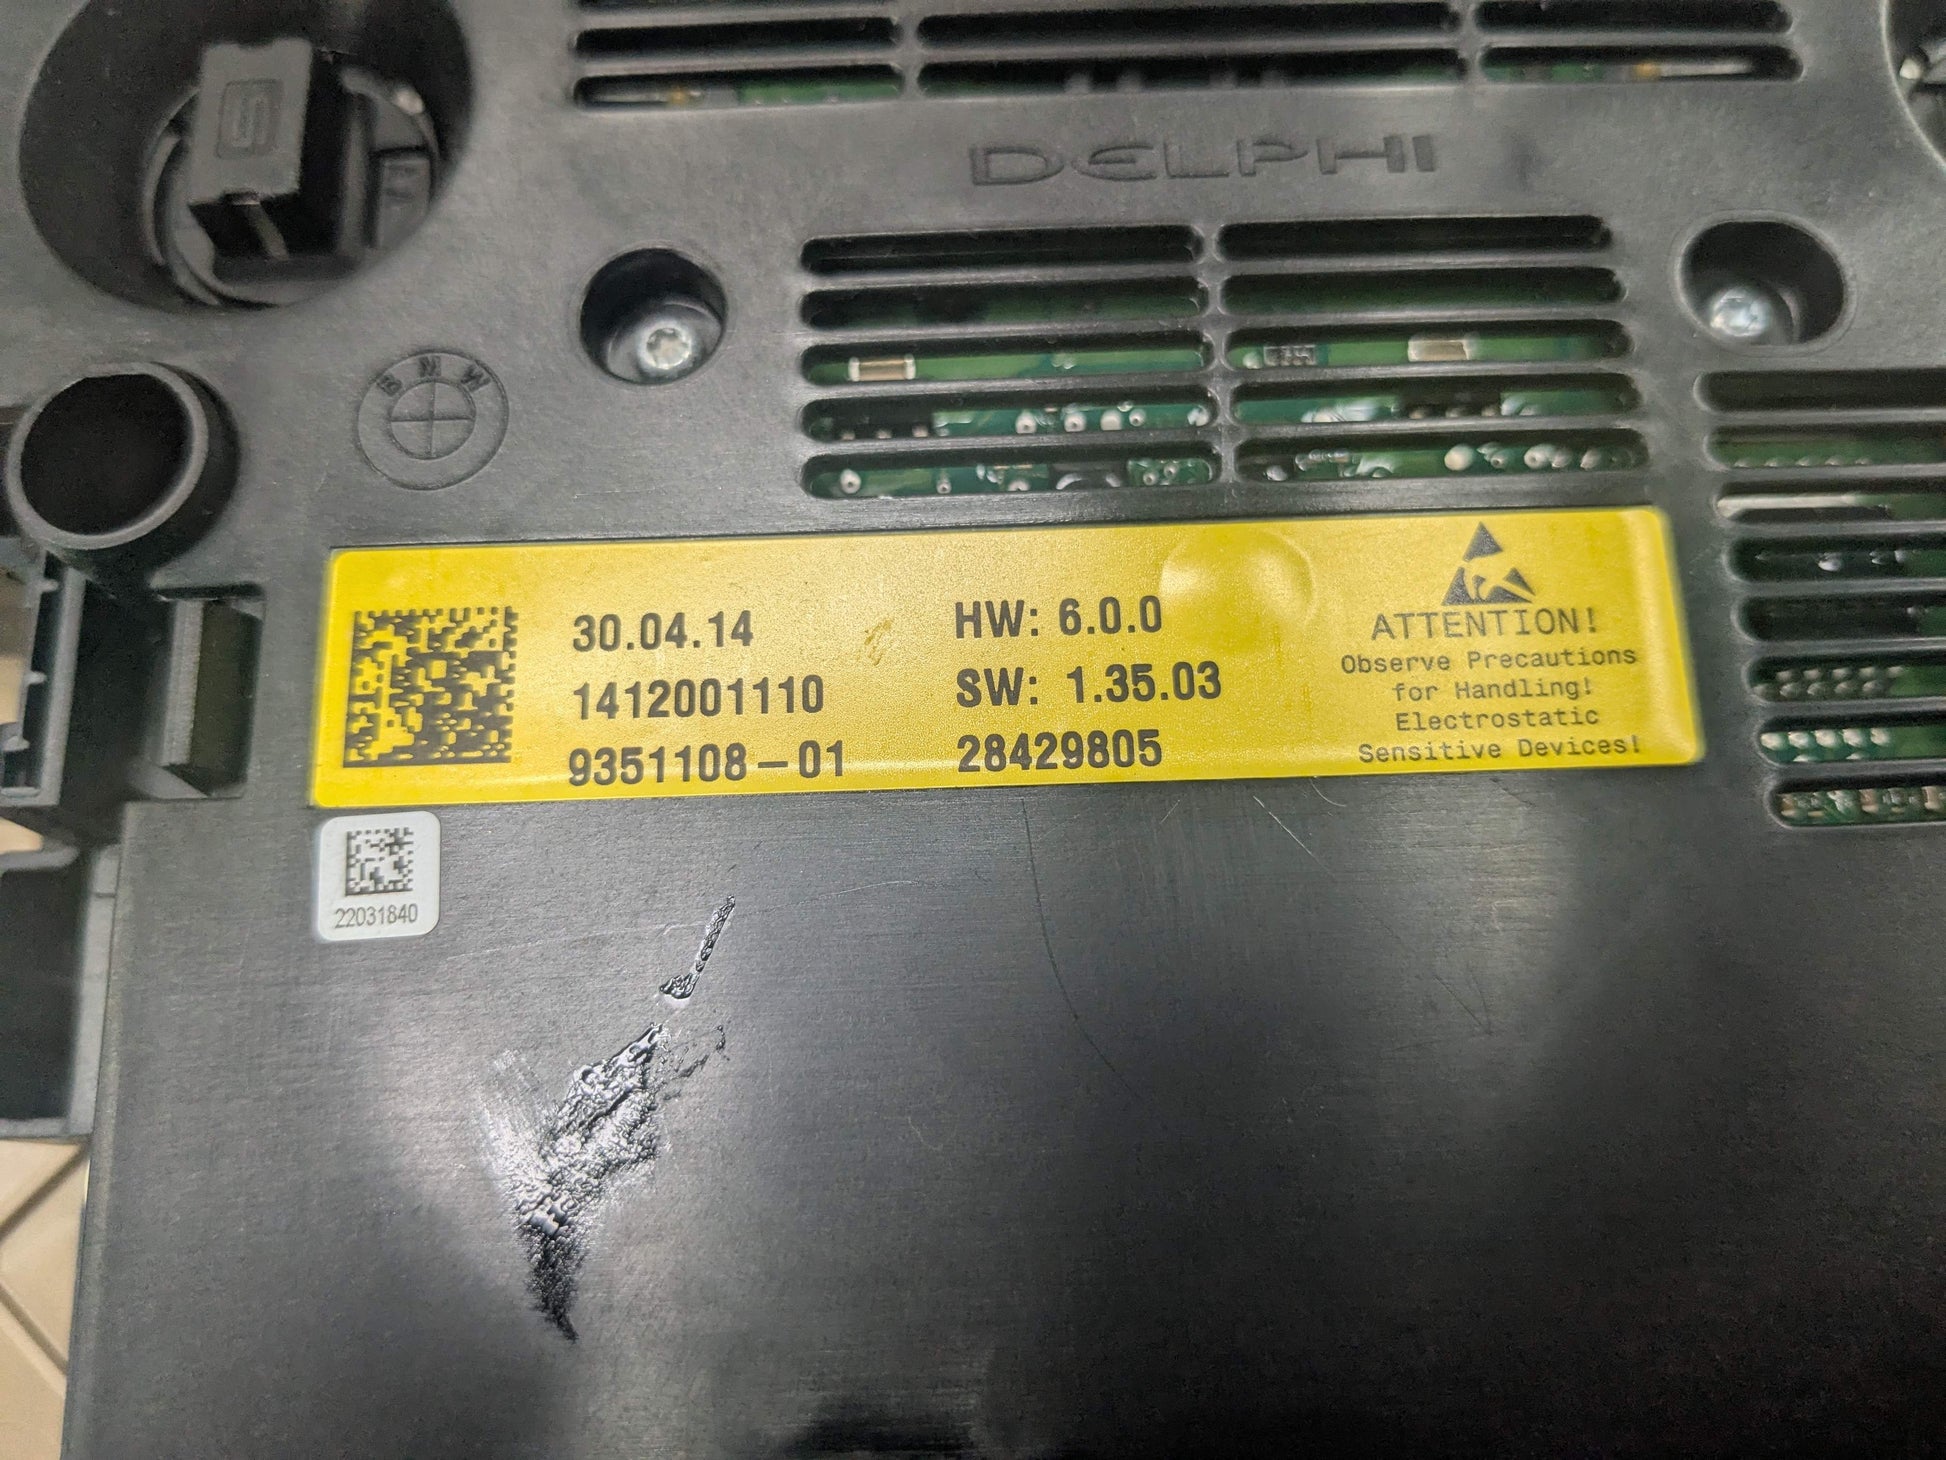 DELPHI
BMW
30.04.14
1412001110
9351108-01
HW: 6.0.0
SW: 1.35.03
28429805
ATTENTION!
Observe Precautions
for Handling!
Electrostatic
Sensitive Devices!
22031840